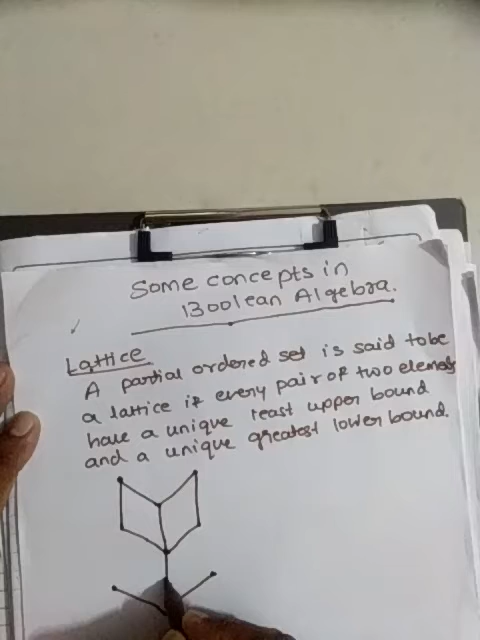 Some concepts in
Boolean Algebra.
Lattice
A partial ordered set is said to be
a lattice if every pair of two elements
have a unique least upper bound
and a unique greatest lower bound.